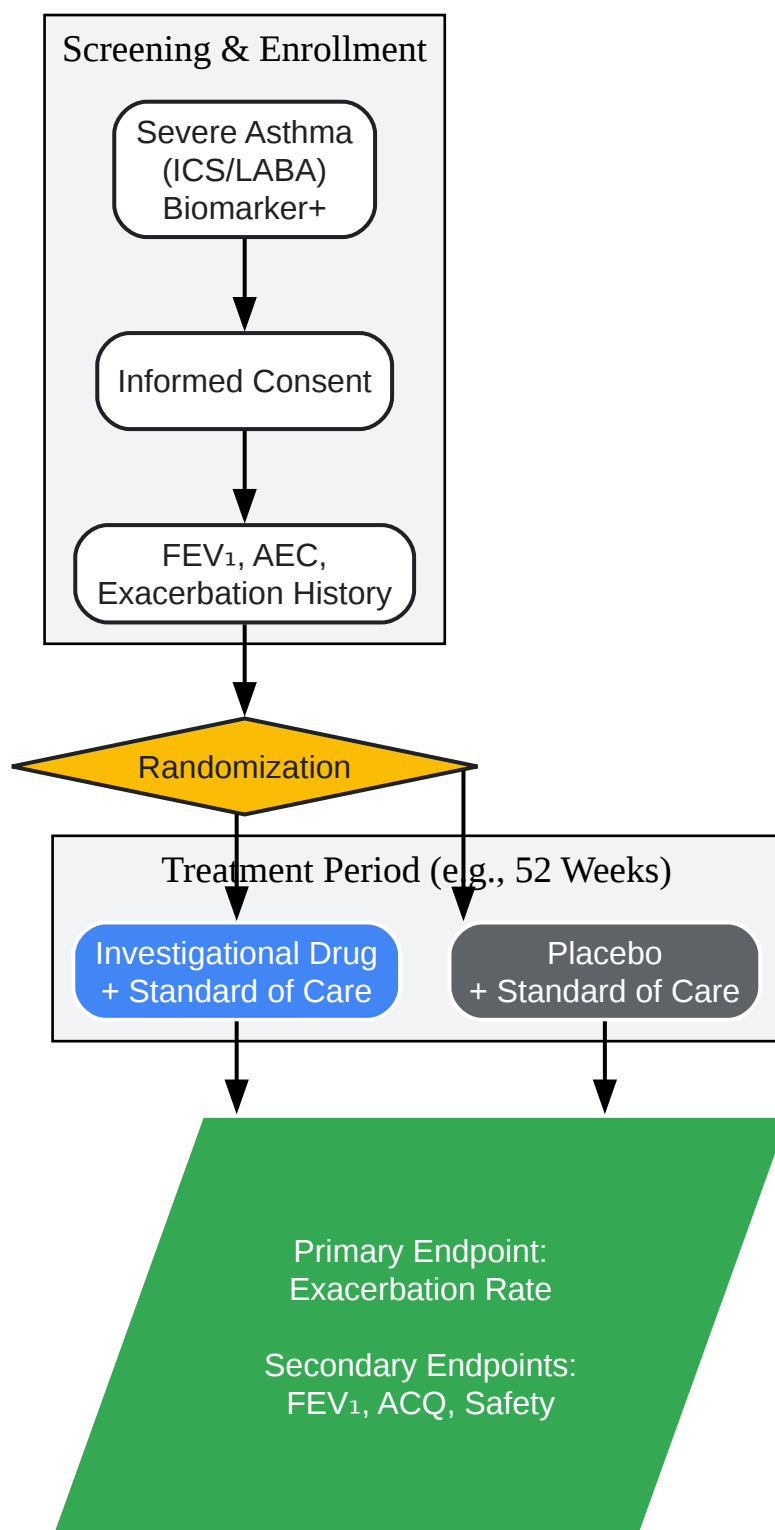 Screening & Enrollment
Severe Asthma
(ICS/LABA)
Biomarker+
Informed Consent
FEV₁, AEC,
Exacerbation History
Randomization
Treatment Period (e.g., 52 Weeks)
Investigational Drug
+ Standard of Care
Placebo
+ Standard of Care
Primary Endpoint:
Exacerbation Rate
Secondary Endpoints:
FEV₁, ACQ, Safety